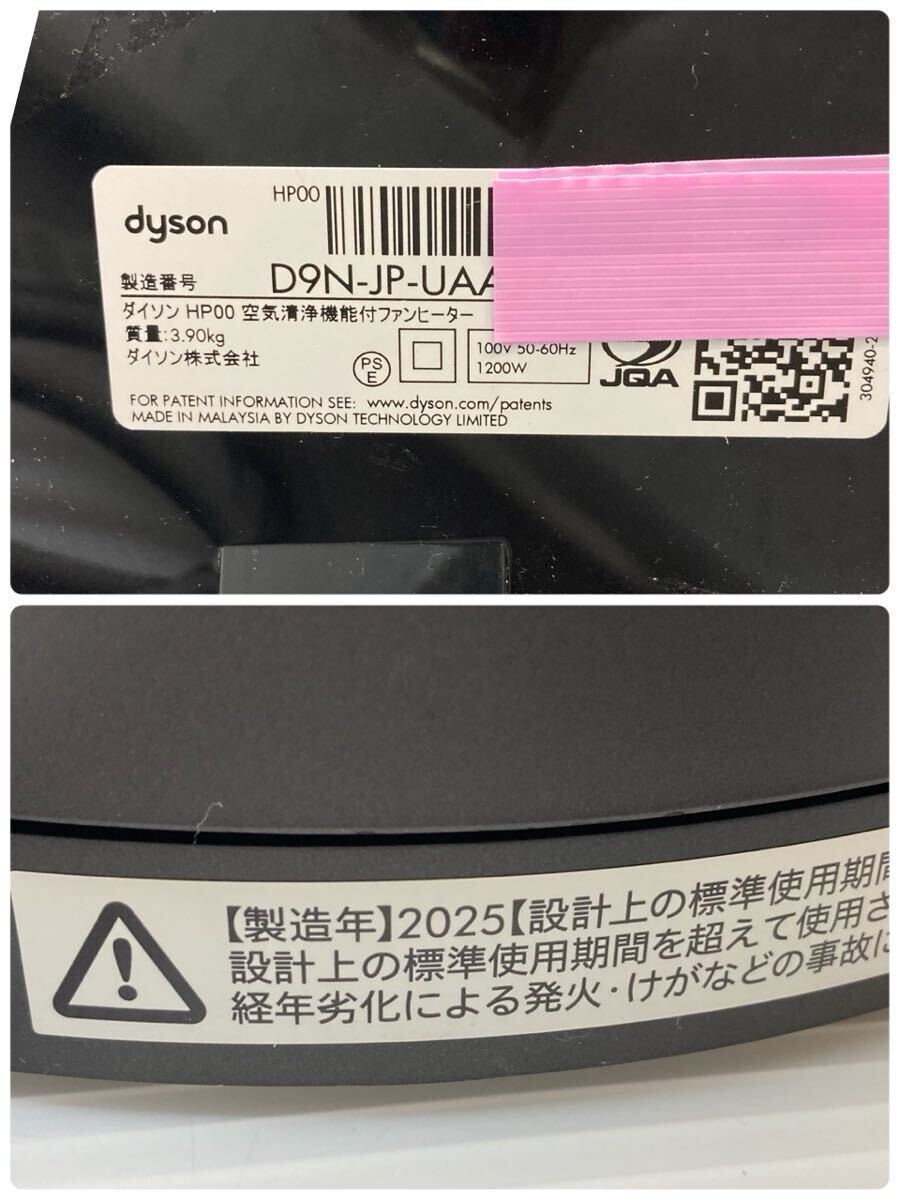 HP00
dyson
製造番号 D9N-JP-UAA
ダイソン HP00 空気清浄機能付ファンヒーター
質量:3.90kg
ダイソン株式会社
PS
E
100V 50-60Hz
1200W
JQA
304940-2
FOR PATENT INFORMATION SEE: www.dyson.com/patents
MADE IN MALAYSIA BY DYSON TECHNOLOGY LIMITED
【製造年】2025【設計上の標準使用期間
設計上の標準使用期間を超えて使用さ
経年劣化による発火・けがなどの事故に